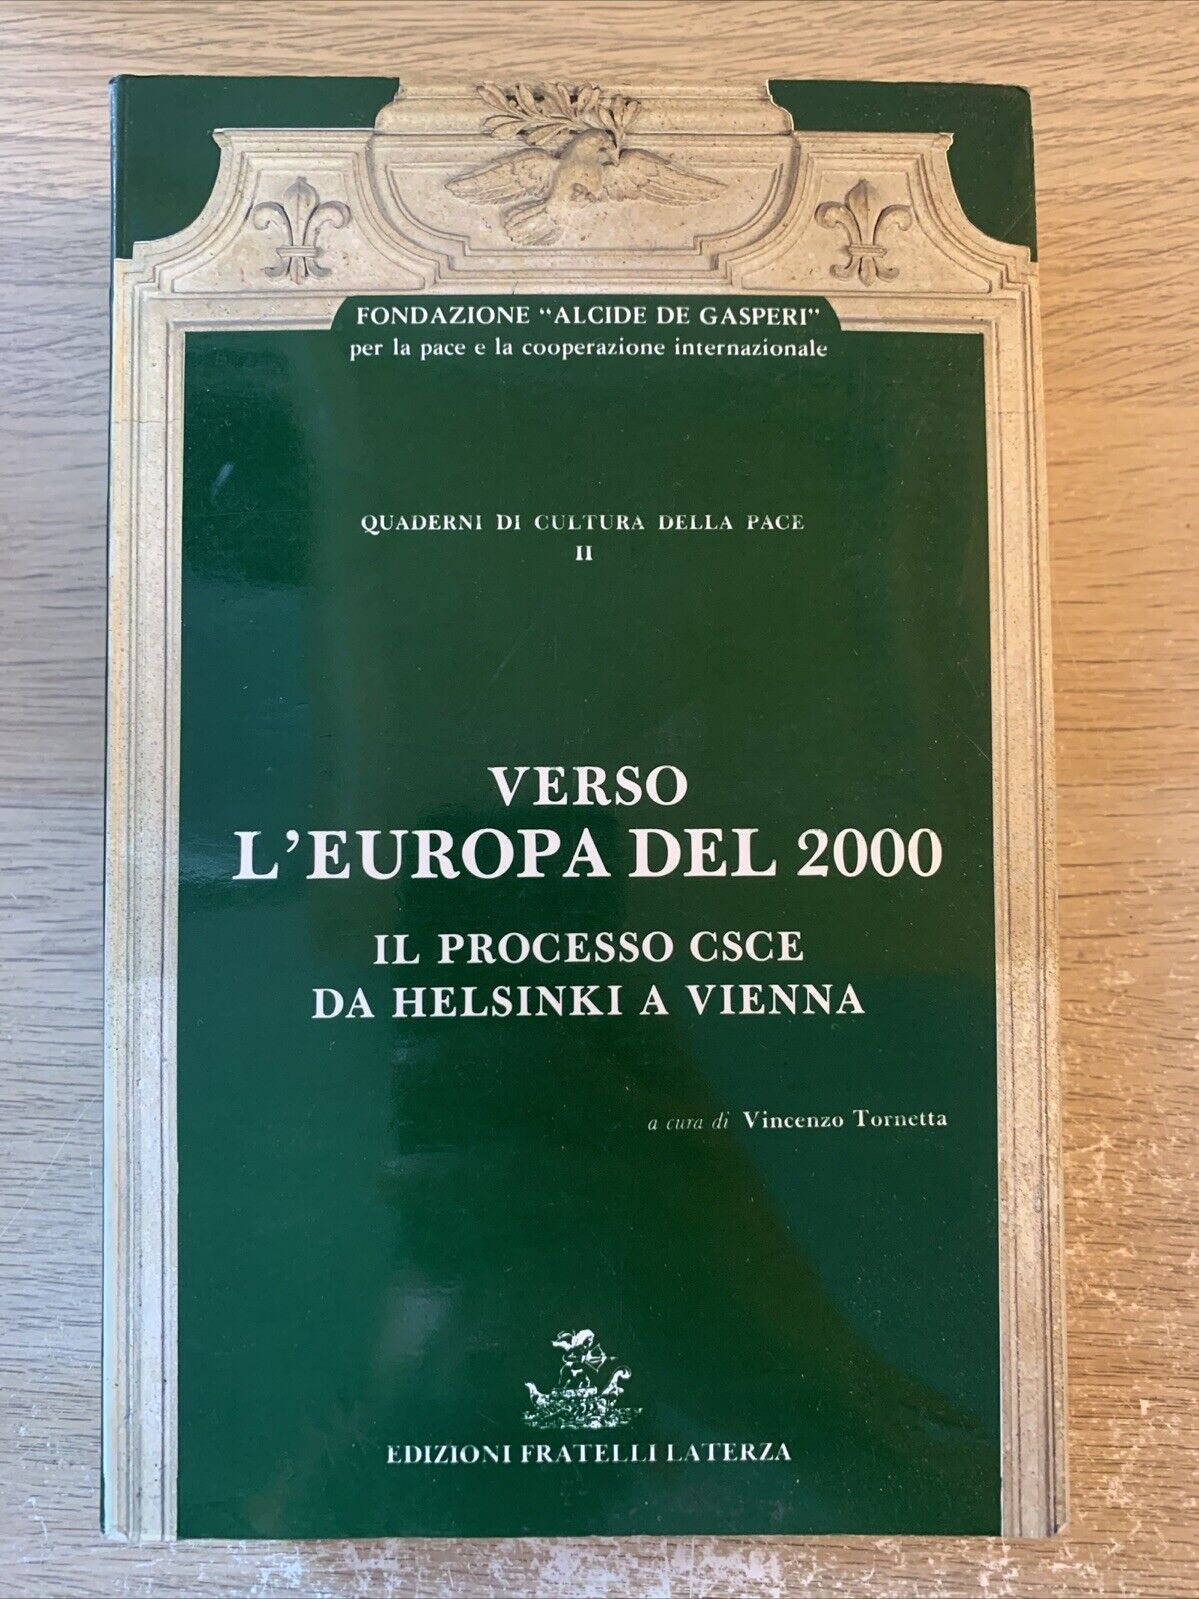 FONDAZIONE "ALCIDE DE GASPERI"
per la pace e la cooperazione internazionale
QUADERNI DI CULTURA DELLA PACE
II
VERSO
L'EUROPA DEL 2000
IL PROCESSO CSCE
DA HELSINKI A VIENNA
a cura di Vincenzo Tornetta
EDIZIONI FRATELLI LATERZA